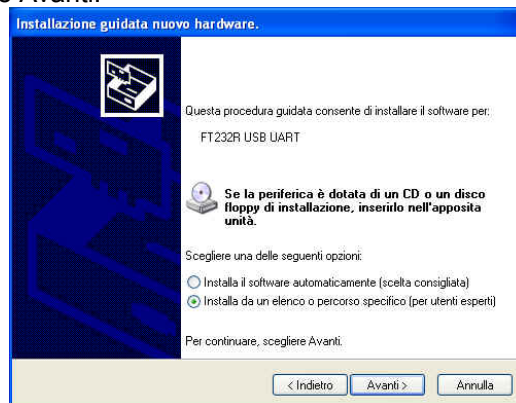 Avanti.
Installazione guidata nuovo hardware.
Questa procedura guidata consente di installare il software per:
FT232R USB UART
Se la periferica è dotata di un CD o un disco
floppy di installazione, inserirlo nell'apposita
unità.
Scegliere una delle seguenti opzioni:
Installa il software automaticamente (scelta consigliata)
Installa da un elenco o percorso specifico (per utenti esperti)
Per continuare, scegliere Avanti.
< Indietro
Avanti >
Annulla